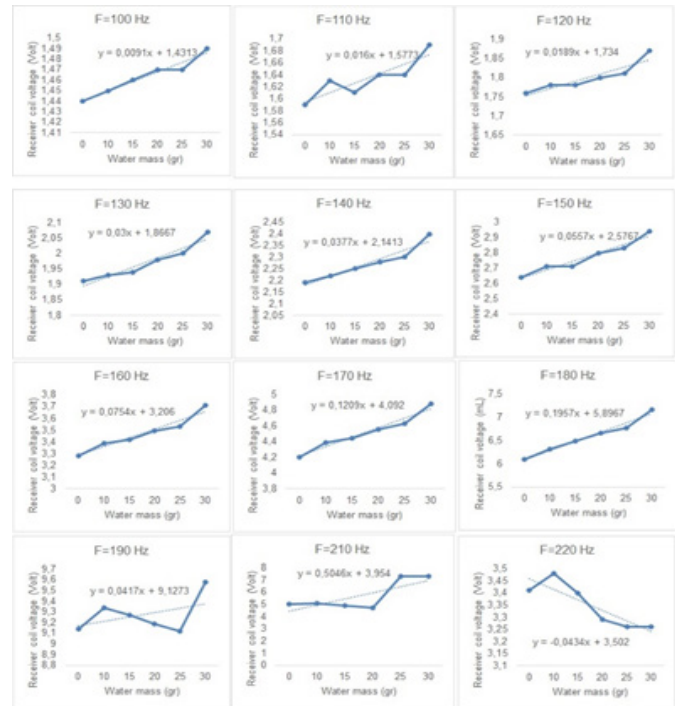 F=100 Hz
Receiver coil voltage (Volt)
1,5
1,49
1,48
1,47
1,46
1,45
1,44
1,43
1,42
1,41
y = 0,0091x + 1,4313
0 10 15 20 25 30
Water mass (gr)
F=110 Hz
Receiver coil voltage (Volt)
1,7
1,68
1,66
1,64
1,62
1,6
1,58
1,56
1,54
y = 0,016x + 1,5773
0 10 15 20 25 30
Water mass (gr)
F=120 Hz
Receiver coil voltage (Volt)
1,9
1,85
1,8
1,75
1,7
1,65
y = 0,0189x + 1,734
0 10 15 20 25 30
Water mass (gr)
F=130 Hz
Receiver coil voltage (Volt)
2,1
2,05
2
1,95
1,9
1,85
1,8
y = 0,03x + 1,8667
0 10 15 20 25 30
Water mass (gr)
F=140 Hz
Receiver coil voltage (Volt)
2,45
2,4
2,35
2,3
2,25
2,2
2,15
2,1
2,05
y = 0,0377x + 2,1413
0 10 15 20 25 30
Water mass (gr)
F=150 Hz
Receiver coil voltage (Volt)
3
2,9
2,8
2,7
2,6
2,5
2,4
y = 0,0557x + 2,5767
0 10 15 20 25 30
Water mass (gr)
F=160 Hz
Receiver coil voltage (Volt)
3,8
3,7
3,6
3,5
3,4
3,3
3,2
3,1
3
y = 0,0754x + 3,206
0 10 15 20 25 30
Water mass (gr)
F=170 Hz
Receiver coil voltage (Volt)
5
4,8
4,6
4,4
4,2
4
3,8
y = 0,1209x + 4,092
0 10 15 20 25 30
Water mass (gr)
F=180 Hz
Receiver coil voltage (mL)
7,5
7
6,5
6
5,5
y = 0,1957x + 5,8967
0 10 15 20 25 30
Water mass (gr)
F=190 Hz
Receiver coil voltage (Volt)
9,7
9,6
9,5
9,4
9,3
9,2
9,1
9
8,9
8,8
y = 0,0417x + 9,1273
0 10 15 20 25 30
Water mass (gr)
F=210 Hz
Receiver coil voltage (Volt)
8
7
6
5
4
3
2
1
0
y = 0,5046x + 3,954
0 10 15 20 25 30
Water mass (gr)
F=220 Hz
Receiver coil voltage (Volt)
3,5
3,45
3,4
3,35
3,3
3,25
3,2
3,15
3,1
y = -0,0434x + 3,502
0 10 15 20 25 30
Water mass (gr)